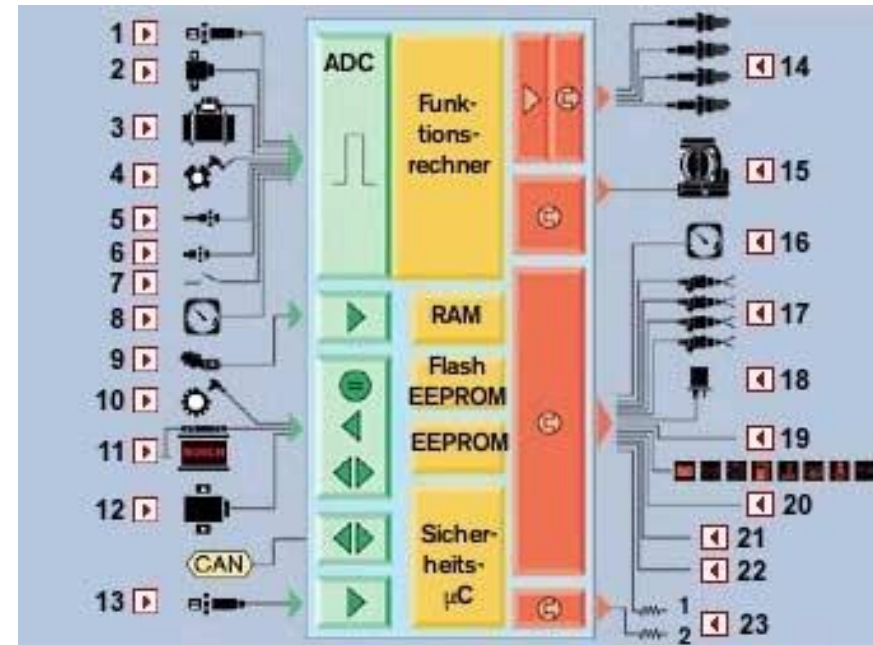 1
2
3
4
5
6
7
8
9
10
11
12
13
BOSCH
CAN
ADC
Funk-
tions-
rechner
RAM
Flash
EEPROM
EEPROM
Sicher-
heits-
µC
14
15
16
17
18
19
20
21
22
1
2
23